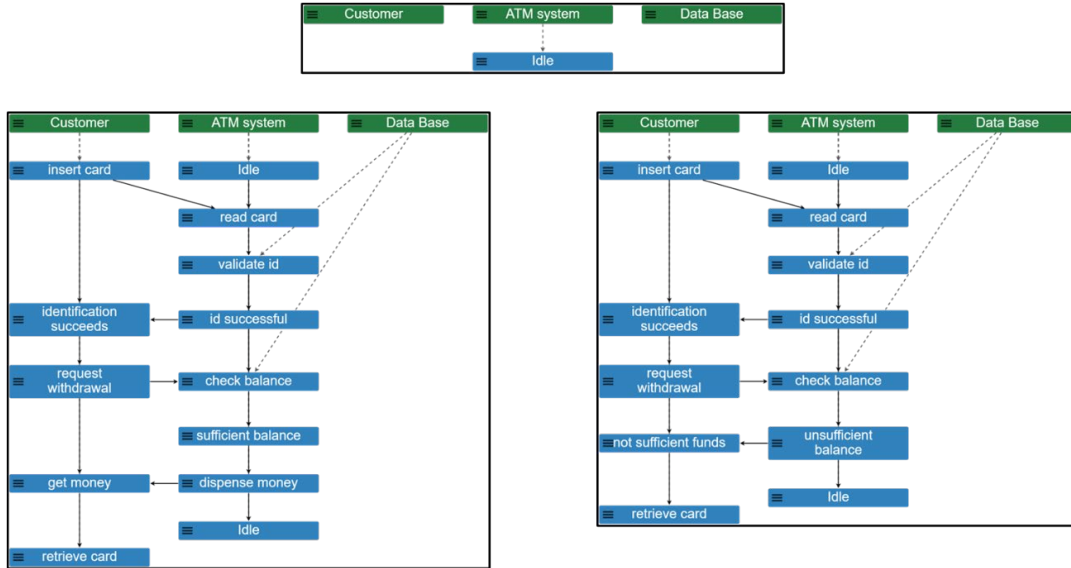 Customer
ATM system
Data Base
Idle
Customer
ATM system
Data Base
insert card
Idle
read card
validate id
identification
succeeds
id successful
request
withdrawal
check balance
sufficient balance
get money
dispense money
Idle
retrieve card
Customer
ATM system
Data Base
insert card
Idle
read card
validate id
identification
succeeds
id successful
request
withdrawal
check balance
not sufficient funds
unsufficient
balance
Idle
retrieve card